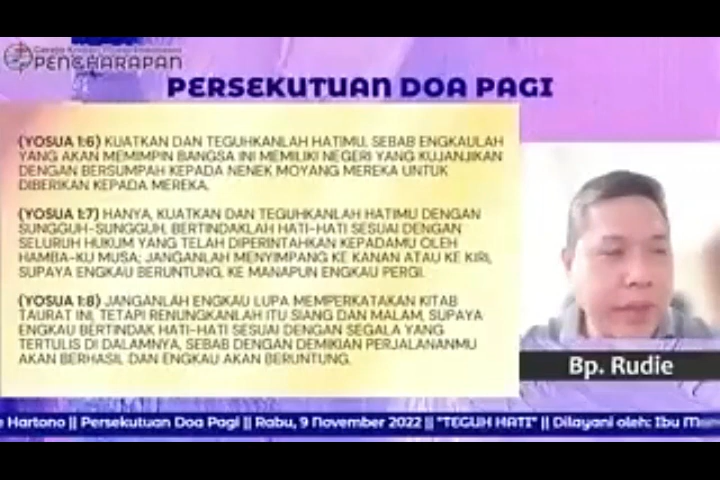 PENGHARAPAN
PERSEKUTUAN DOA PAGI
(YOSUA 1:6) KUATKAN DAN TEGUHKANLAH HATIMU, SEBAB ENGKAULAH
YANG AKAN MEMIMPIN BANGSA INI MEMILIKI NEGERI YANG KUJANJIKAN
DENGAN BERSUMPAH KEPADA NENEK MOYANG MEREKA UNTUK
DIBERIKAN KEPADA MEREKA.
(YOSUA 1:7) HANYA, KUATKAN DAN TEGUHKANLAH HATIMU DENGAN
SUNGGUH-SUNGGUH, BERTINDAKLAH HATI-HATI SESUAI DENGAN
SELURUH HUKUM YANG TELAH DIPERINTAHKAN KEPADAMU OLEH
HAMBA-KU MUSA; JANGANLAH MENYIMPANG KE KANAN ATAU KE KIRI,
SUPAYA ENGKAU BERUNTUNG, KE MANAPUN ENGKAU PERGI.
(YOSUA 1:8) JANGANLAH ENGKAU LUPA MEMPERKATAKAN KITAB
TAURAT INI, TETAPI RENUNGKANLAH ITU SIANG DAN MALAM, SUPAYA
ENGKAU BERTINDAK HATI-HATI SESUAI DENGAN SEGALA YANG
TERTULIS DI DALAMNYA, SEBAB DENGAN DEMIKIAN PERJALANANMU
AKAN BERHASIL DAN ENGKAU AKAN BERUNTUNG.
Bp. Rudie
Hartono || Persekutuan Doa Pagi || Rabu, 9 November 2022 || "TEGUH HATI" || Dilayani oleh: Ibu